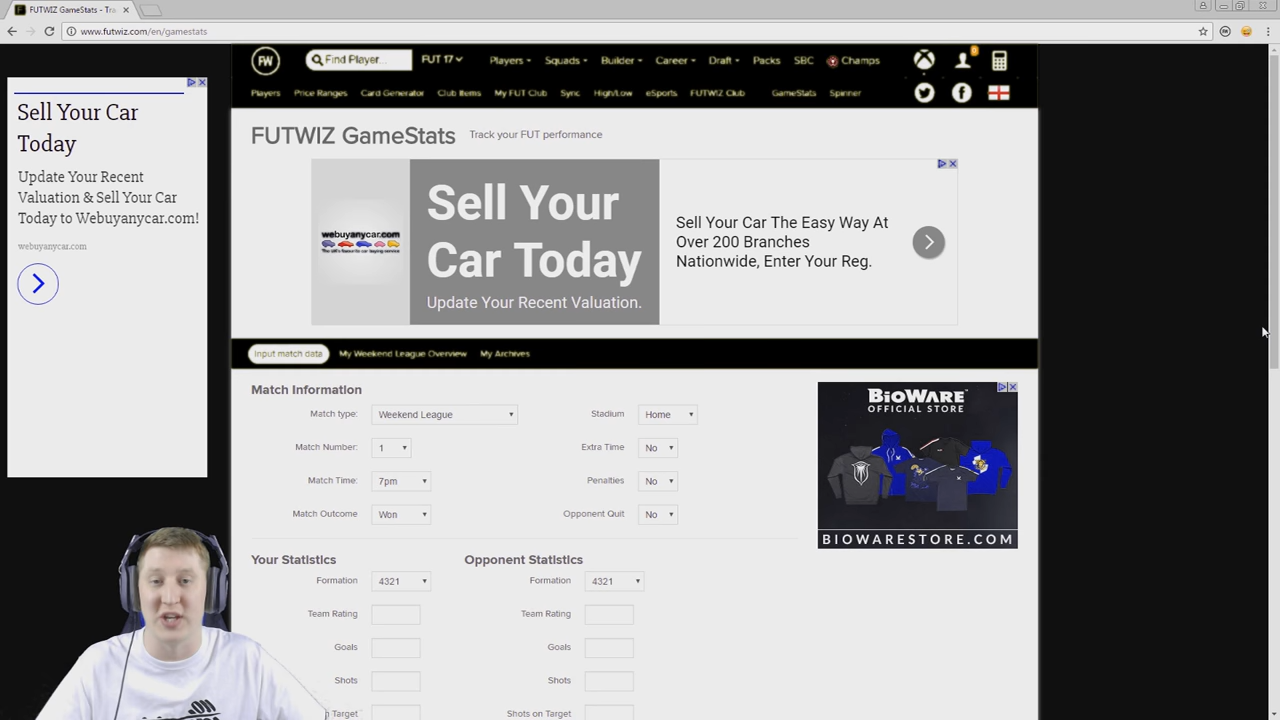 FUTWIZ GameStats - Tra
www.futwiz.com/en/gamestats
FW
Find Player...
FUT 17
Players
Squads
Builder
Career
Draft
Packs
SBC
Champs
Players
Price Ranges
Card Generator
Club Items
My FUT Club
Sync
High/Low
eSports
FUTWIZ Club
GameStats
Spinner
Sell Your Car
Today
Update Your Recent
Valuation & Sell Your Car
Today to Webuyanycar.com!
webuyanycar.com
FUTWIZ GameStats
Track your FUT performance
webuyanycar.com
Sell Your
Car Today
Update Your Recent Valuation.
Sell Your Car The Easy Way At
Over 200 Branches
Nationwide, Enter Your Reg.
Input match data
My Weekend League Overview
My Archives
Match Information
Match type: Weekend League
Stadium Home
Match Number: 1
Extra Time No
Match Time: 7pm
Penalties No
Match Outcome Won
Opponent Quit No
BIOWARE
OFFICIAL STORE
BIOWARESTORE.COM
Your Statistics
Opponent Statistics
Formation 4321
Formation 4321
Team Rating
Team Rating
Goals
Goals
Shots
Shots
n Target
Shots on Target